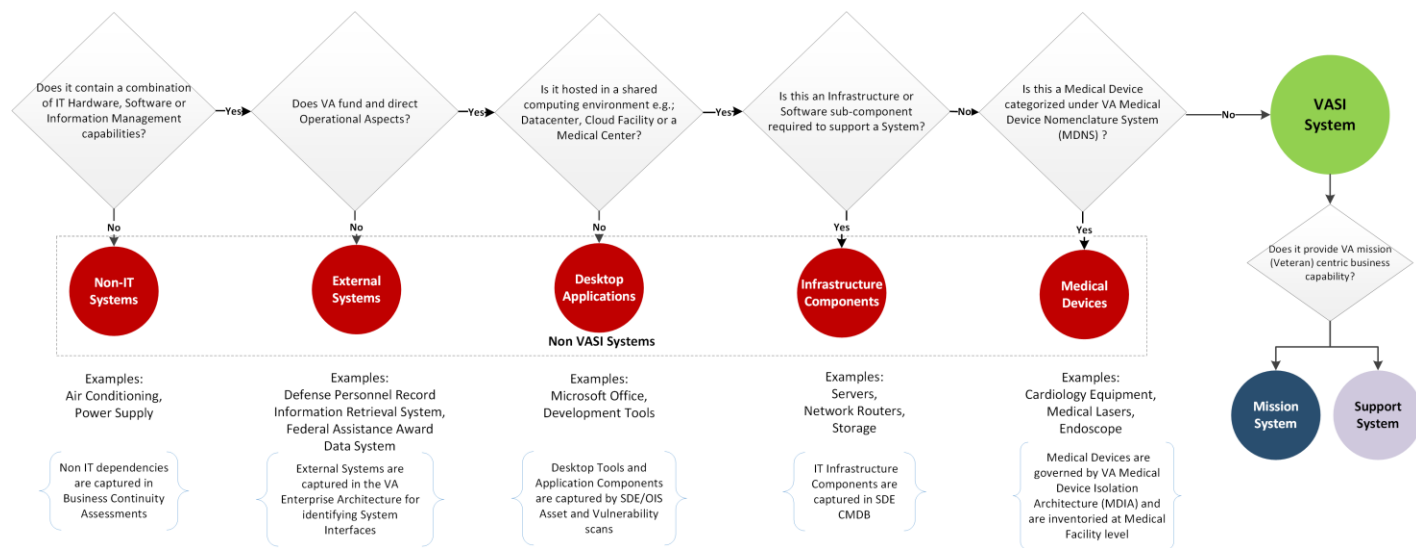 Does it contain a combination
of IT Hardware, Software or
Information Management
capabilities?
Yes
No
Does VA fund and direct
Operational Aspects?
Yes
No
Is it hosted in a shared
computing environment e.g.;
Datacenter, Cloud Facility or a
Medical Center?
Yes
No
Is this an Infrastructure or
Software sub-component
required to support a System?
No
Yes
Is this a Medical Device
categorized under VA Medical
Device Nomenclature System
(MDNS) ?
No
Yes
VASI
System
Does it provide VA mission
(Veteran) centric business
capability?
Mission
System
Support
System
Non-IT
Systems
External
Systems
Desktop
Applications
Infrastructure
Components
Medical
Devices
Non VASI Systems
Examples:
Air Conditioning,
Power Supply
Examples:
Defense Personnel Record
Information Retrieval System,
Federal Assistance Award
Data System
Examples:
Microsoft Office,
Development Tools
Examples:
Servers,
Network Routers,
Storage
Examples:
Cardiology Equipment,
Medical Lasers,
Endoscope
Non IT dependencies
are captured in
Business Continuity
Assessments
External Systems are
captured in the VA
Enterprise Architecture for
identifying System
Interfaces
Desktop Tools and
Application Components
are captured by SDE/OIS
Asset and Vulnerability
scans
IT Infrastructure
Components are
captured in SDE
CMDB
Medical Devices are
governed by VA Medical
Device Isolation
Architecture (MDIA) and
are inventoried at Medical
Facility level